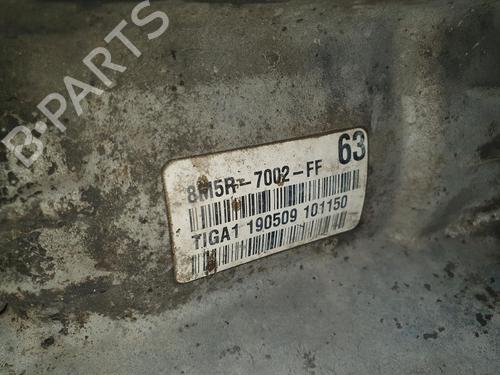 B-PARTS
63
8M5R-7002-FF
TIGA1 190509 101150